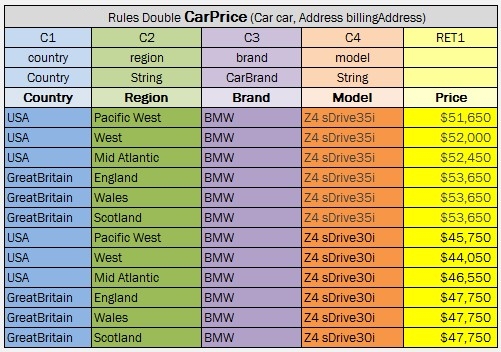 Rules Double CarPrice (Car car, Address billingAddress)
C1 C2 C3 C4 RET1
country region brand model
Country String CarBrand String
Country Region Brand Model Price
USA Pacific West BMW Z4 sDrive35i $51,650
USA West BMW Z4 sDrive35i $52,000
USA Mid Atlantic BMW Z4 sDrive35i $52,450
GreatBritain England BMW Z4 sDrive35i $53,650
GreatBritain Wales BMW Z4 sDrive35i $53,650
GreatBritain Scotland BMW Z4 sDrive35i $53,650
USA Pacific West BMW Z4 sDrive30i $45,750
USA West BMW Z4 sDrive30i $44,050
USA Mid Atlantic BMW Z4 sDrive30i $46,550
GreatBritain England BMW Z4 sDrive30i $47,750
GreatBritain Wales BMW Z4 sDrive30i $47,750
GreatBritain Scotland BMW Z4 sDrive30i $47,750